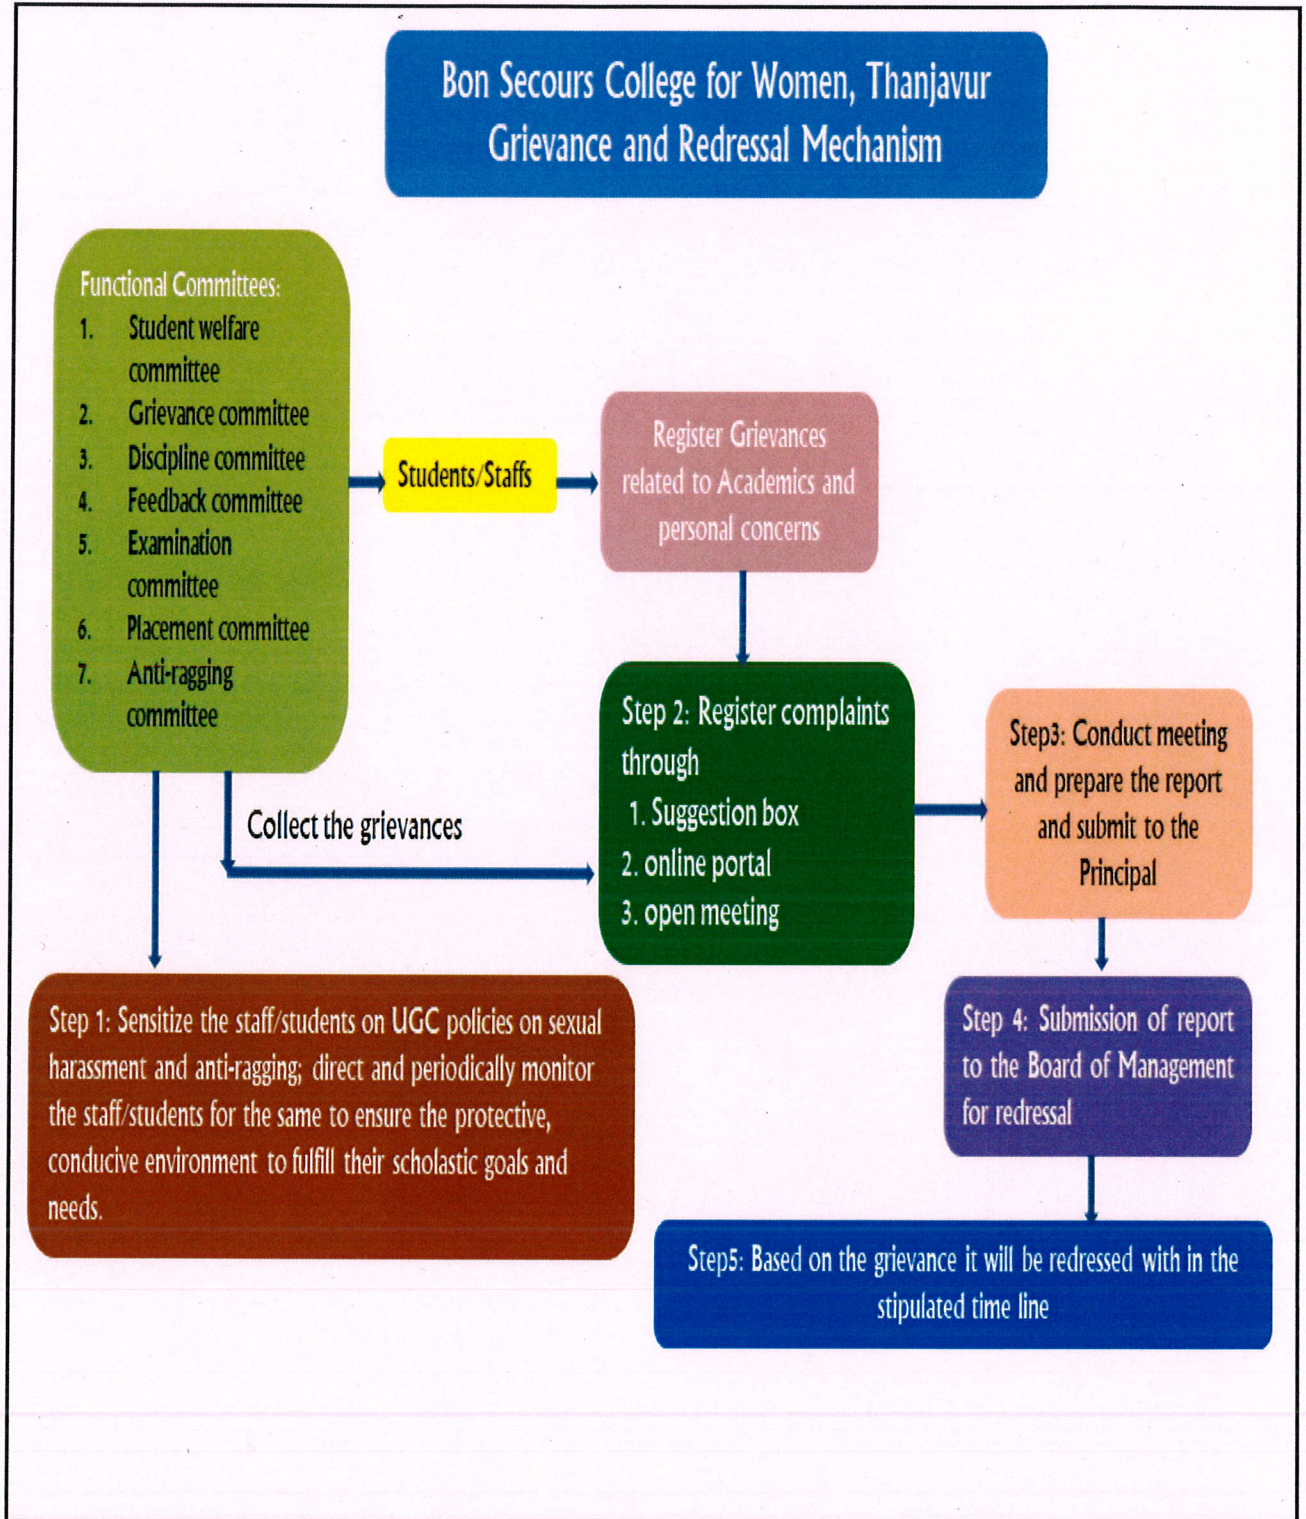 Bon Secours College for Women, Thanjavur
Grievance and Redressal Mechanism
Functional Committees:
1. Student welfare
committee
2. Grievance committee
3. Discipline committee
4. Feedback committee
5. Examination
committee
6. Placement committee
7. Anti-ragging
committee
Students/Staffs
Register Grievances
related to Academics and
personal concerns
Collect the grievances
Step 1: Sensitize the staff/students on UGC policies on sexual
harassment and anti-ragging; direct and periodically monitor
the staff/students for the same to ensure the protective,
conducive environment to fulfill their scholastic goals and
needs.
Step 2: Register complaints
through
1. Suggestion box
2. online portal
3. open meeting
Step3: Conduct meeting
and prepare the report
and submit to the
Principal
Step 4: Submission of report
to the Board of Management
for redressal
Step5: Based on the grievance it will be redressed with in the
stipulated time line